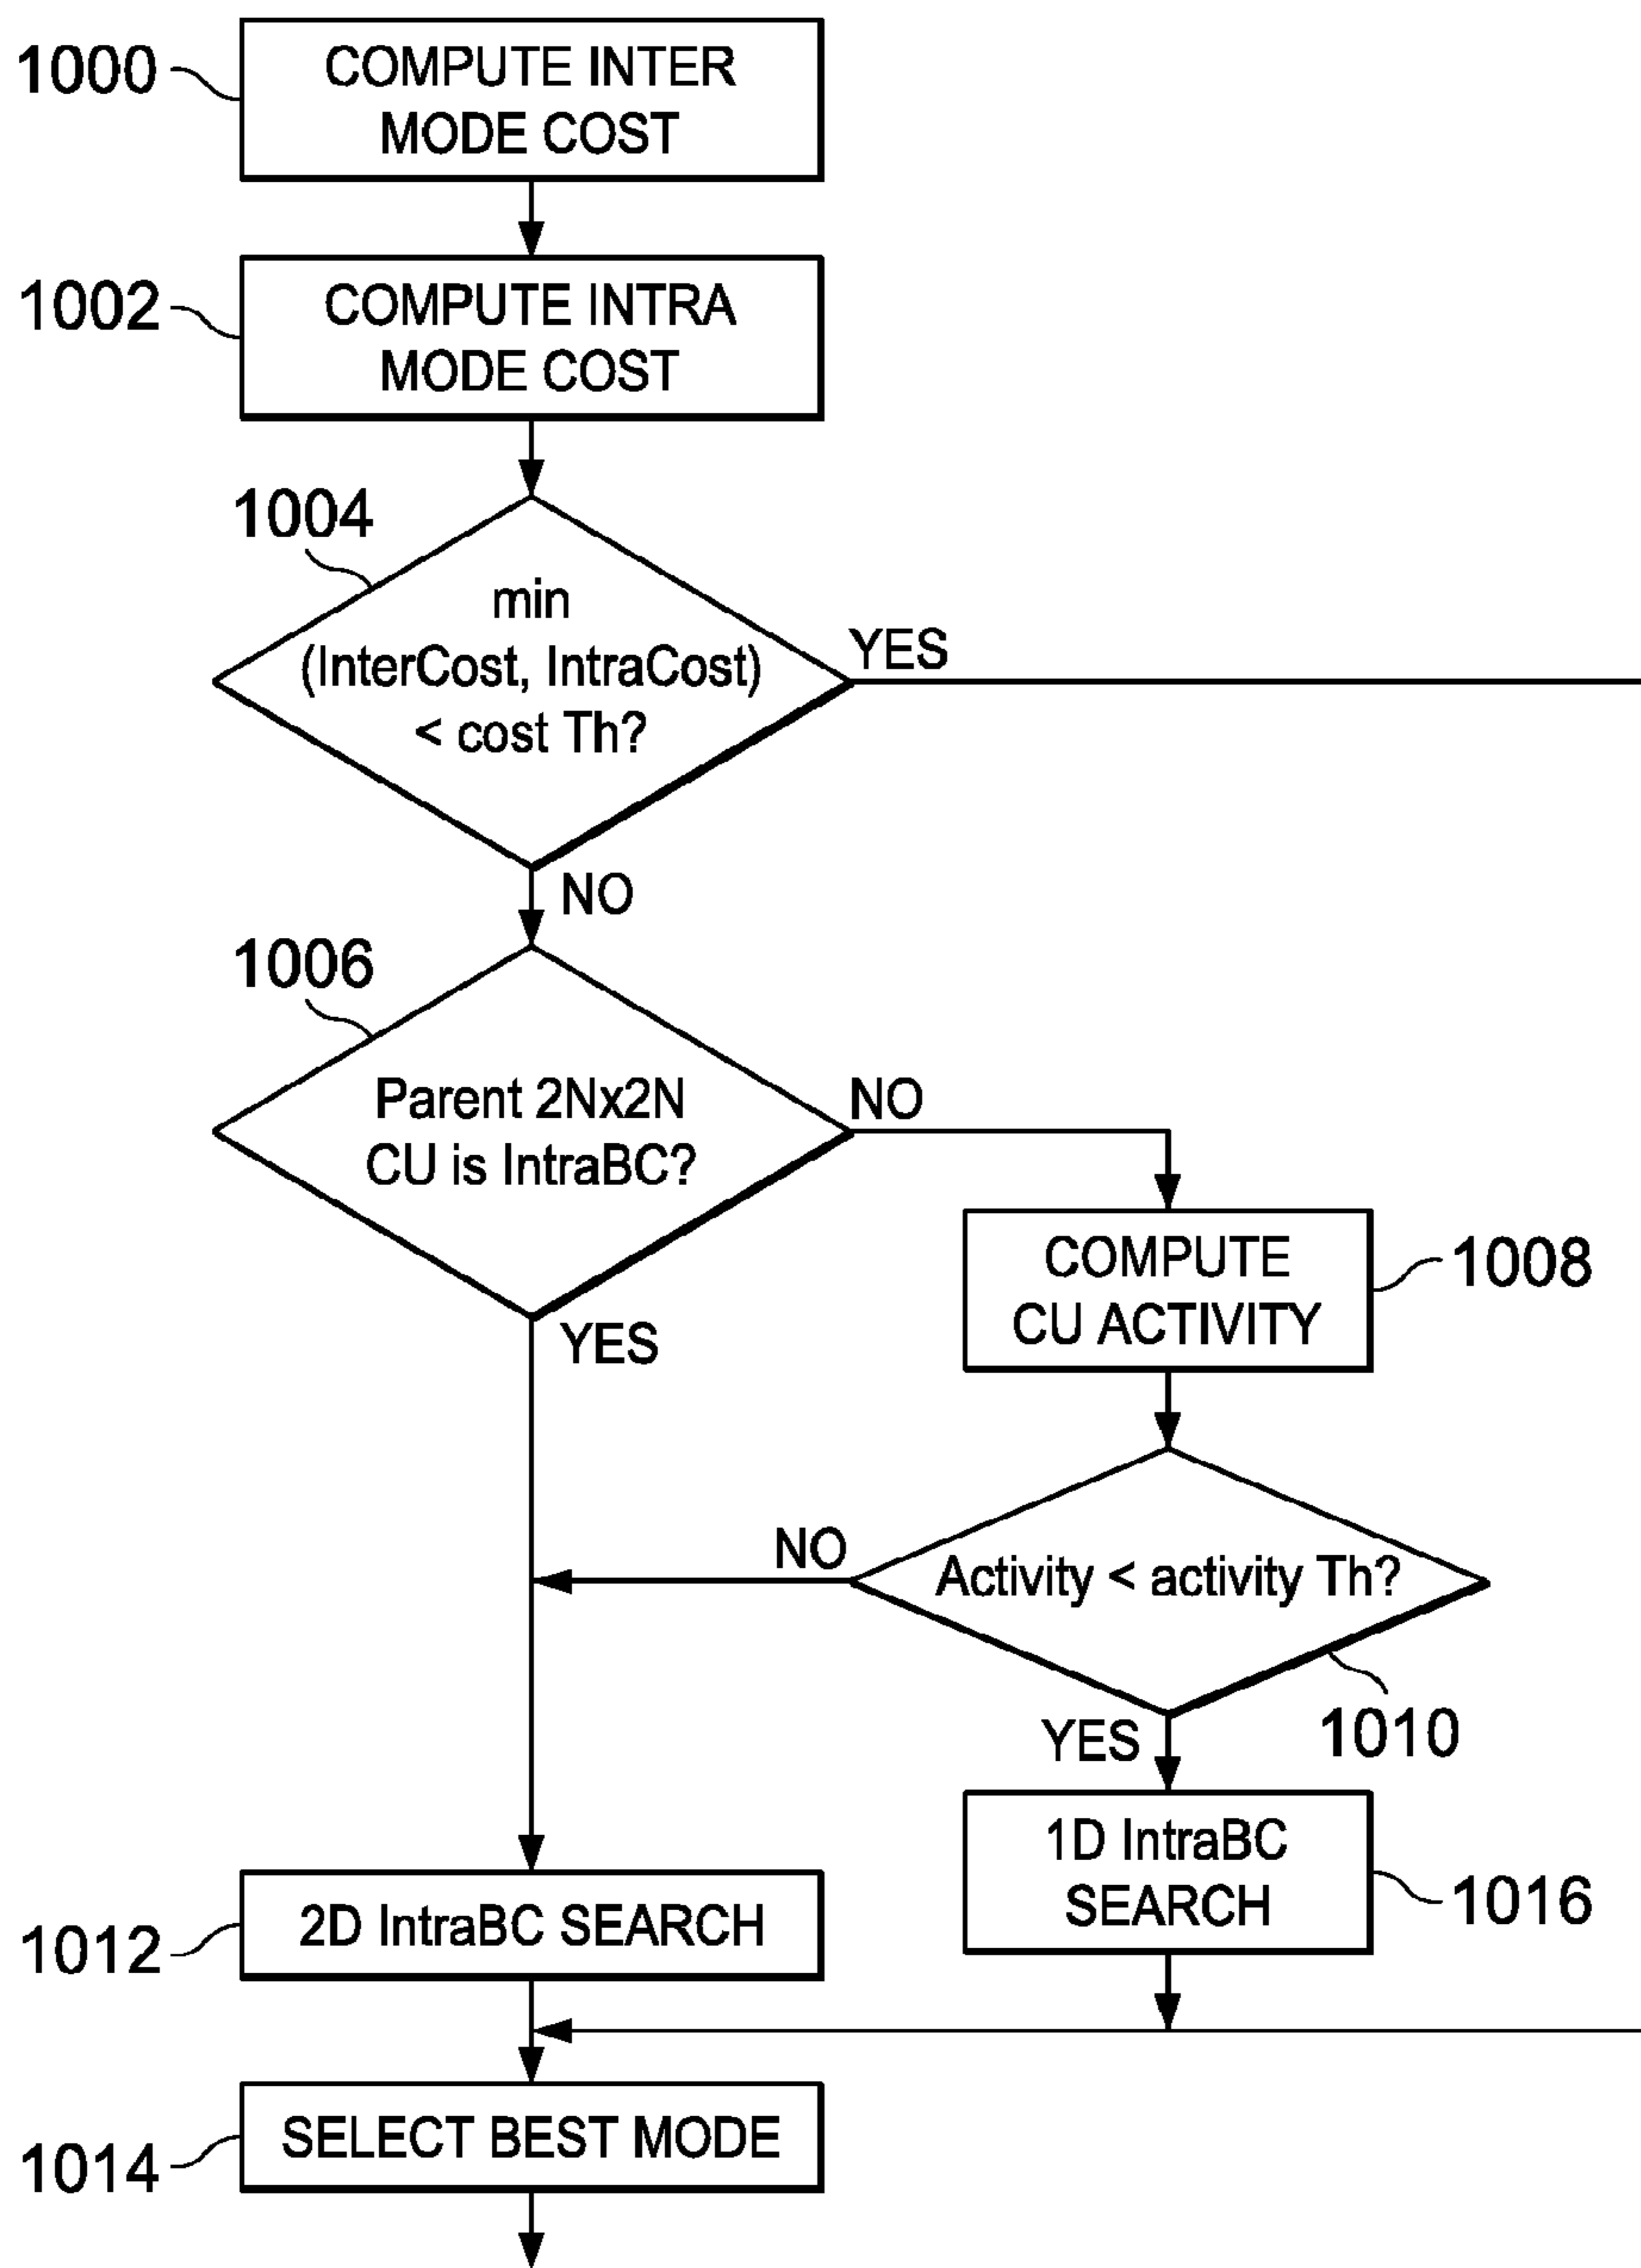 1000
COMPUTE INTER
MODE COST
1002
COMPUTE INTRA
MODE COST
1004
min
(InterCost, IntraCost)
< cost Th?
YES
NO
1006
Parent 2Nx2N
CU is IntraBC?
NO
YES
COMPUTE
CU ACTIVITY
1008
NO
Activity < activity Th?
1010
YES
1D IntraBC
SEARCH
1016
1012
2D IntraBC SEARCH
1014
SELECT BEST MODE